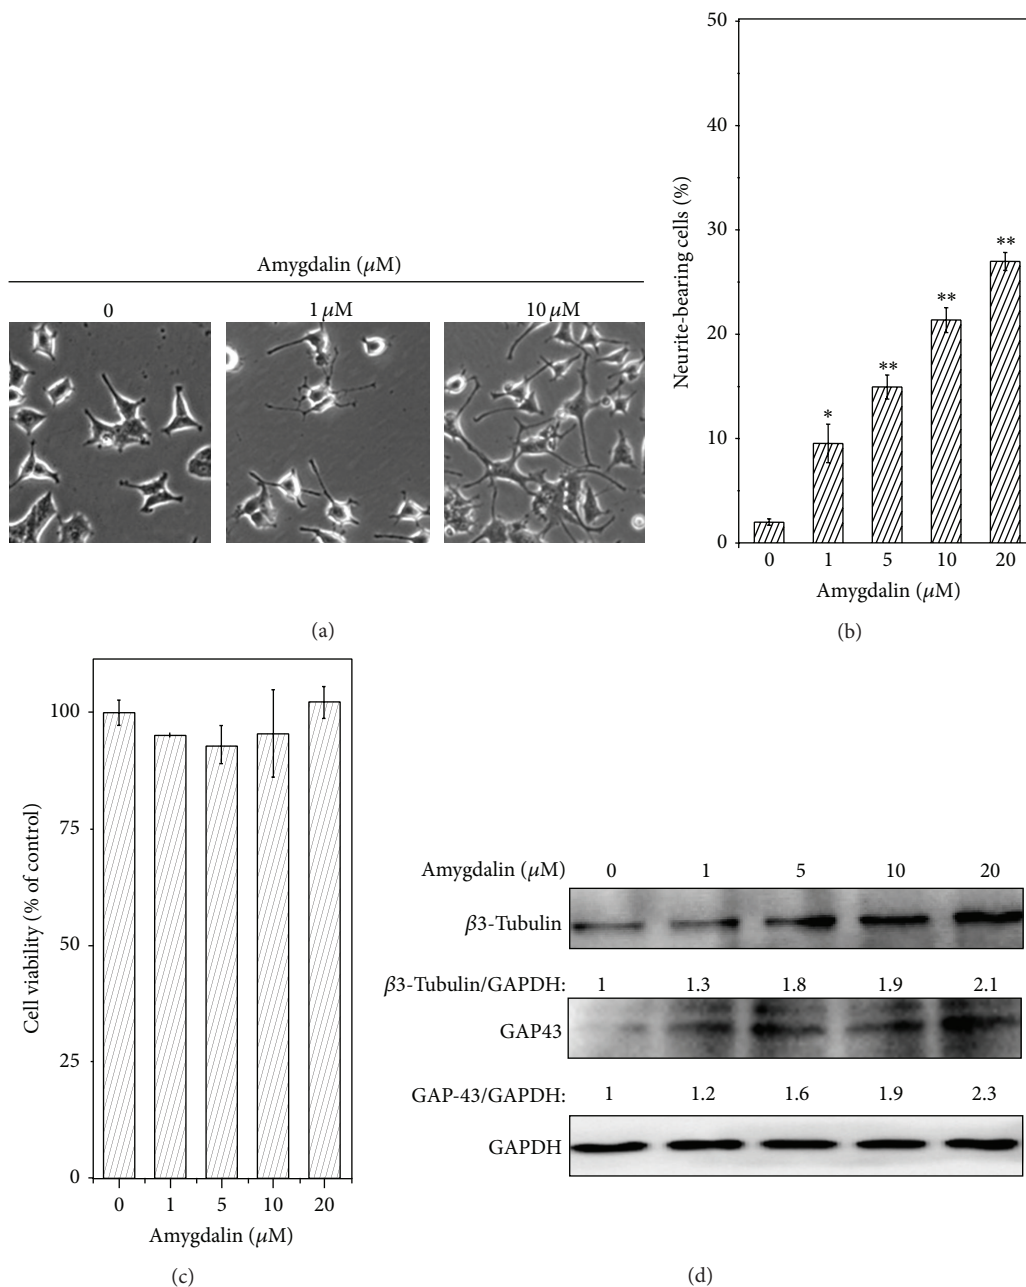 Amygdalin (μM)
0
1 μM
10 μM
(a)
50
40
30
20
10
0
Neurite-bearing cells (%)
*
**
**
**
0 1 5 10 20
Amygdalin (μM)
(b)
100
75
50
25
0
Cell viability (% of control)
0 1 5 10 20
Amygdalin (μM)
(c)
Amygdalin (μM) 0 1 5 10 20
β3-Tubulin
β3-Tubulin/GAPDH: 1 1.3 1.8 1.9 2.1
GAP43
GAP-43/GAPDH: 1 1.2 1.6 1.9 2.3
GAPDH
(d)